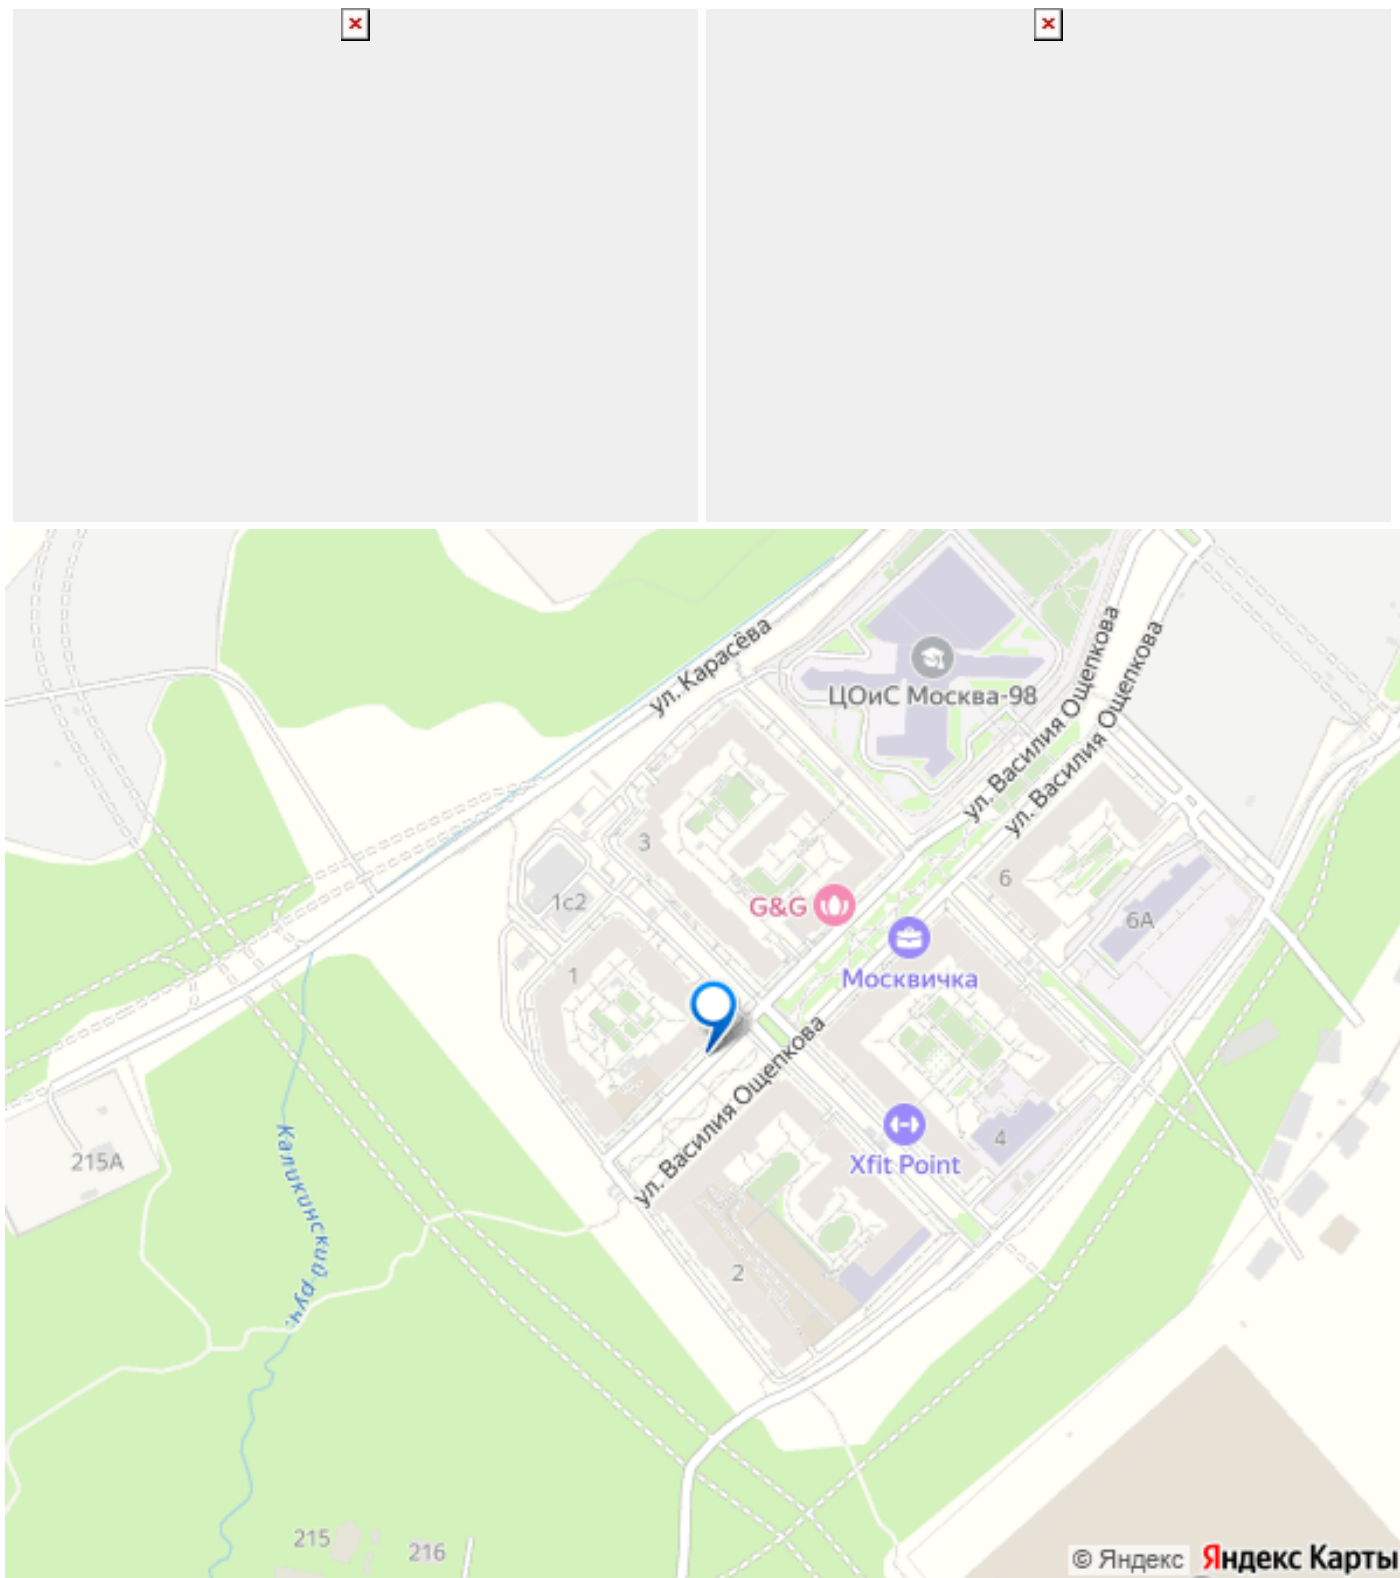 ул. Карасёва
ЦОиС Москва-98
ул. Василия Ощепкова
ул. Василия Ощепкова
3
6
1с2
G&G
6А
1
Москвичка
ул. Василия Ощепкова
4
Xfit Point
215А
Каликинский руч.
2
215
216
© Яндекс Яндекс Карты